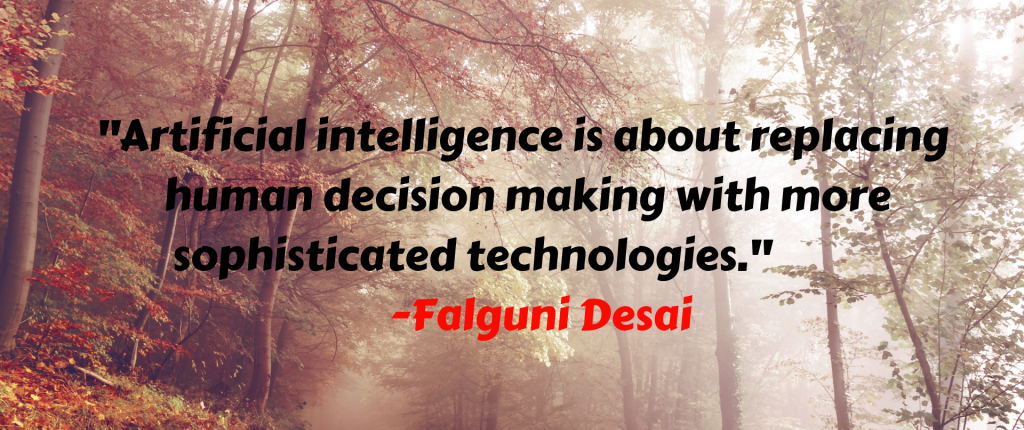 "Artificial intelligence is about replacing
human decision making with more
sophisticated technologies."
-Falguni Desai